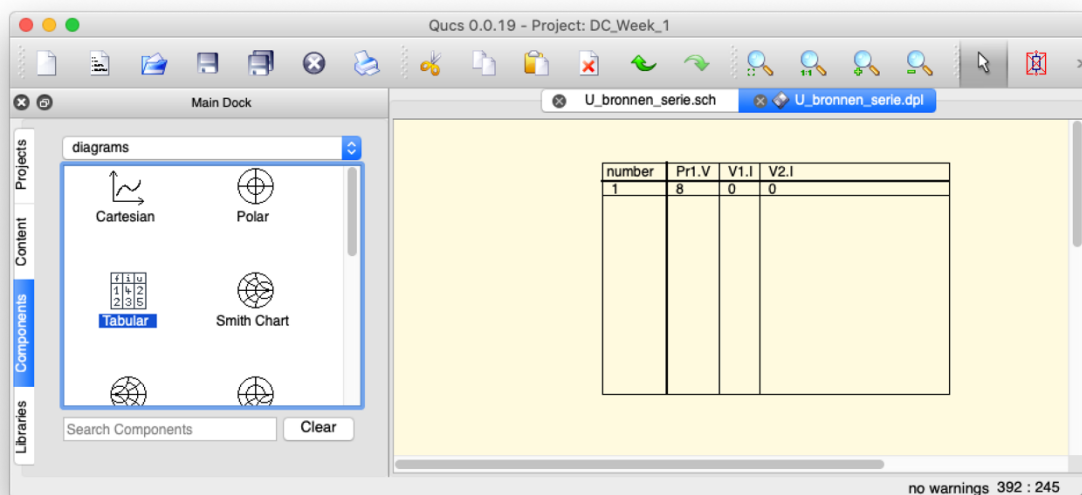 Qucs 0.0.19 - Project: DC_Week_1
Main Dock
U_bronnen_serie.sch
U_bronnen_serie.dpl
Projects
Content
Components
Libraries
diagrams
Cartesian
Polar
Tabular
Smith Chart
Search Components
Clear
number Pr1.V V1.I V2.I
1 8 0 0
no warnings 392 : 245